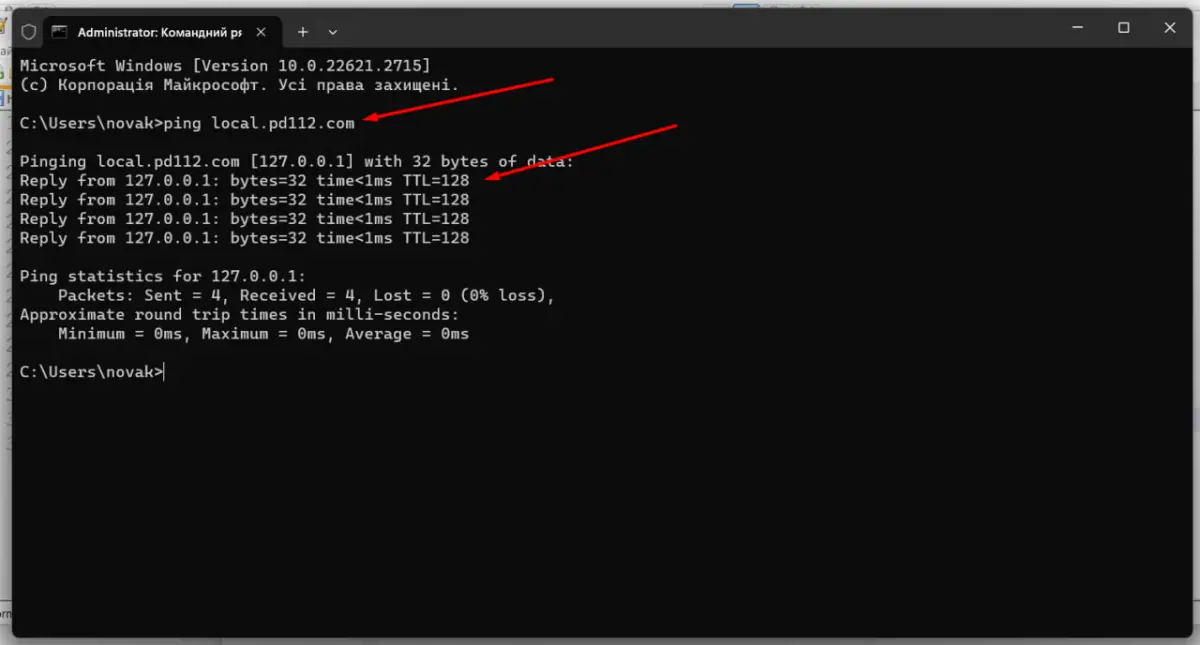 Administrator: Командний ря
Microsoft Windows [Version 10.0.22621.2715]
(c) Корпорація Майкрософт. Усі права захищені.
C:\Users\novak>ping local.pd112.com
Pinging local.pd112.com [127.0.0.1] with 32 bytes of data:
Reply from 127.0.0.1: bytes=32 time<1ms TTL=128
Reply from 127.0.0.1: bytes=32 time<1ms TTL=128
Reply from 127.0.0.1: bytes=32 time<1ms TTL=128
Reply from 127.0.0.1: bytes=32 time<1ms TTL=128
Ping statistics for 127.0.0.1:
Packets: Sent = 4, Received = 4, Lost = 0 (0% loss),
Approximate round trip times in milli-seconds:
Minimum = 0ms, Maximum = 0ms, Average = 0ms
C:\Users\novak>